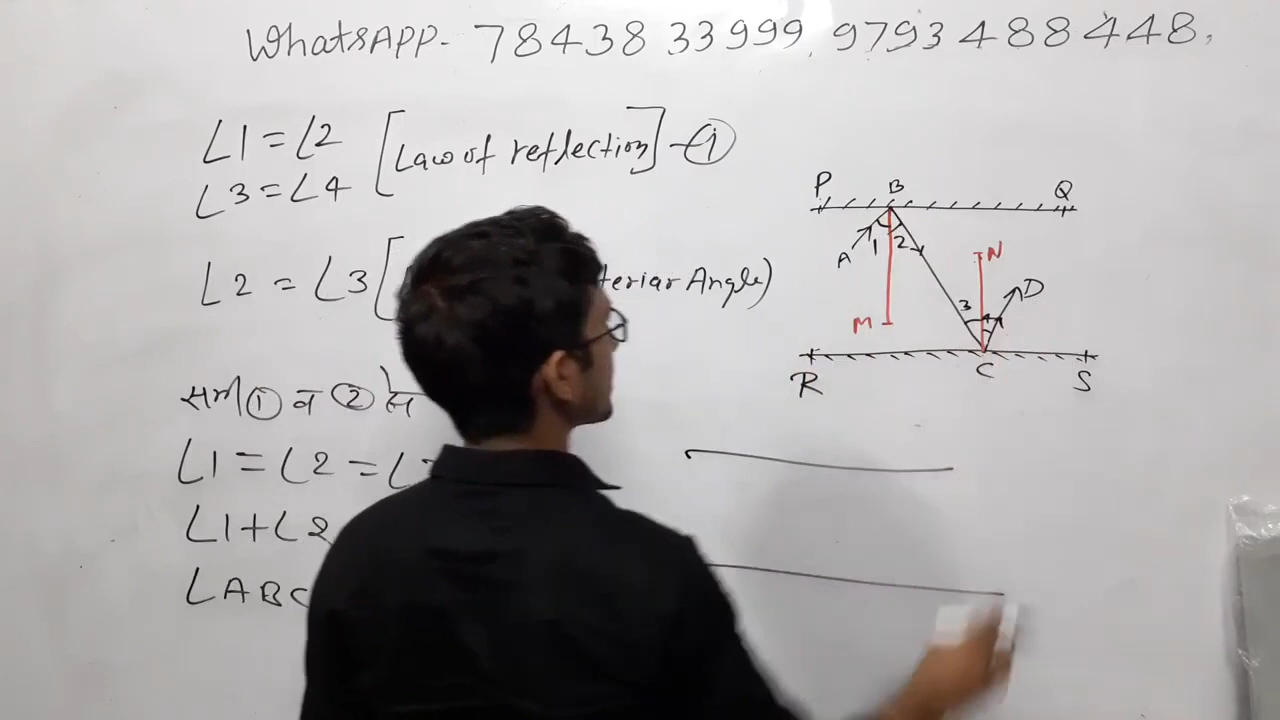 WhatsAPP- 78438 33999, 9793488448,
∠1=∠2 [Law of reflection] - ①
∠3=∠4
∠2 = ∠3 ( teriar Angle)
① व ② से
∠1 = ∠2 = ∠
∠1+∠2
∠ABC
P B Q
A 1 2
N
M 3 D
R C S